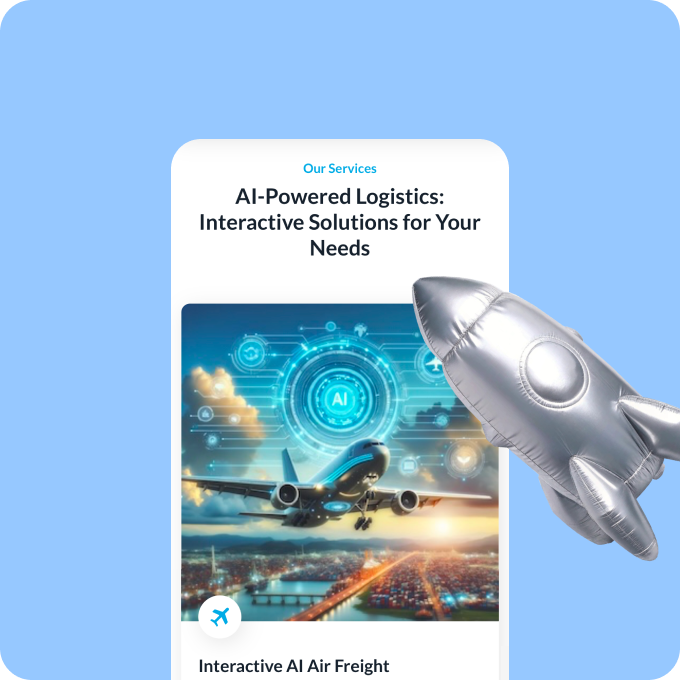 Our Services
AI-Powered Logistics:
Interactive Solutions for Your
Needs
AI
Interactive AI Air Freight